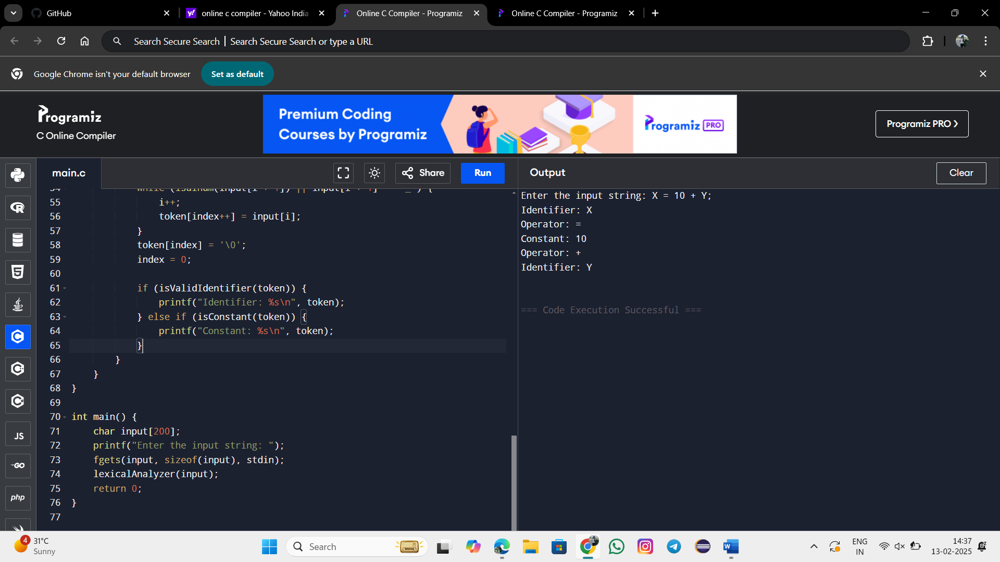 GitHub
online c compiler - Yahoo India
Online C Compiler - Programiz
Online C Compiler - Programiz
Search Secure Search | Search Secure Search or type a URL
Google Chrome isn't your default browser
Set as default
Programiz
C Online Compiler
Premium Coding
Courses by Programiz
Programiz PRO
Programiz PRO ❯
main.c
Share
Run
Output
Clear
55 i++;
56 token[index++] = input[i];
57 }
58 token[index] = '\0';
59 index = 0;
60
61 if (isValidIdentifier(token)) {
62 printf("Identifier: %s\n", token);
63 } else if (isConstant(token)) {
64 printf("Constant: %s\n", token);
65 }
66 }
67 }
68 }
69
70 int main() {
71 char input[200];
72 printf("Enter the input string: ");
73 fgets(input, sizeof(input), stdin);
74 lexicalAnalyzer(input);
75 return 0;
76 }
77
Enter the input string: X = 10 + Y;
Identifier: X
Operator: =
Constant: 10
Operator: +
Identifier: Y
=== Code Execution Successful ===
JS
GO
php
4
31°C
Sunny
Search
ENG
IN
14:37
13-02-2025